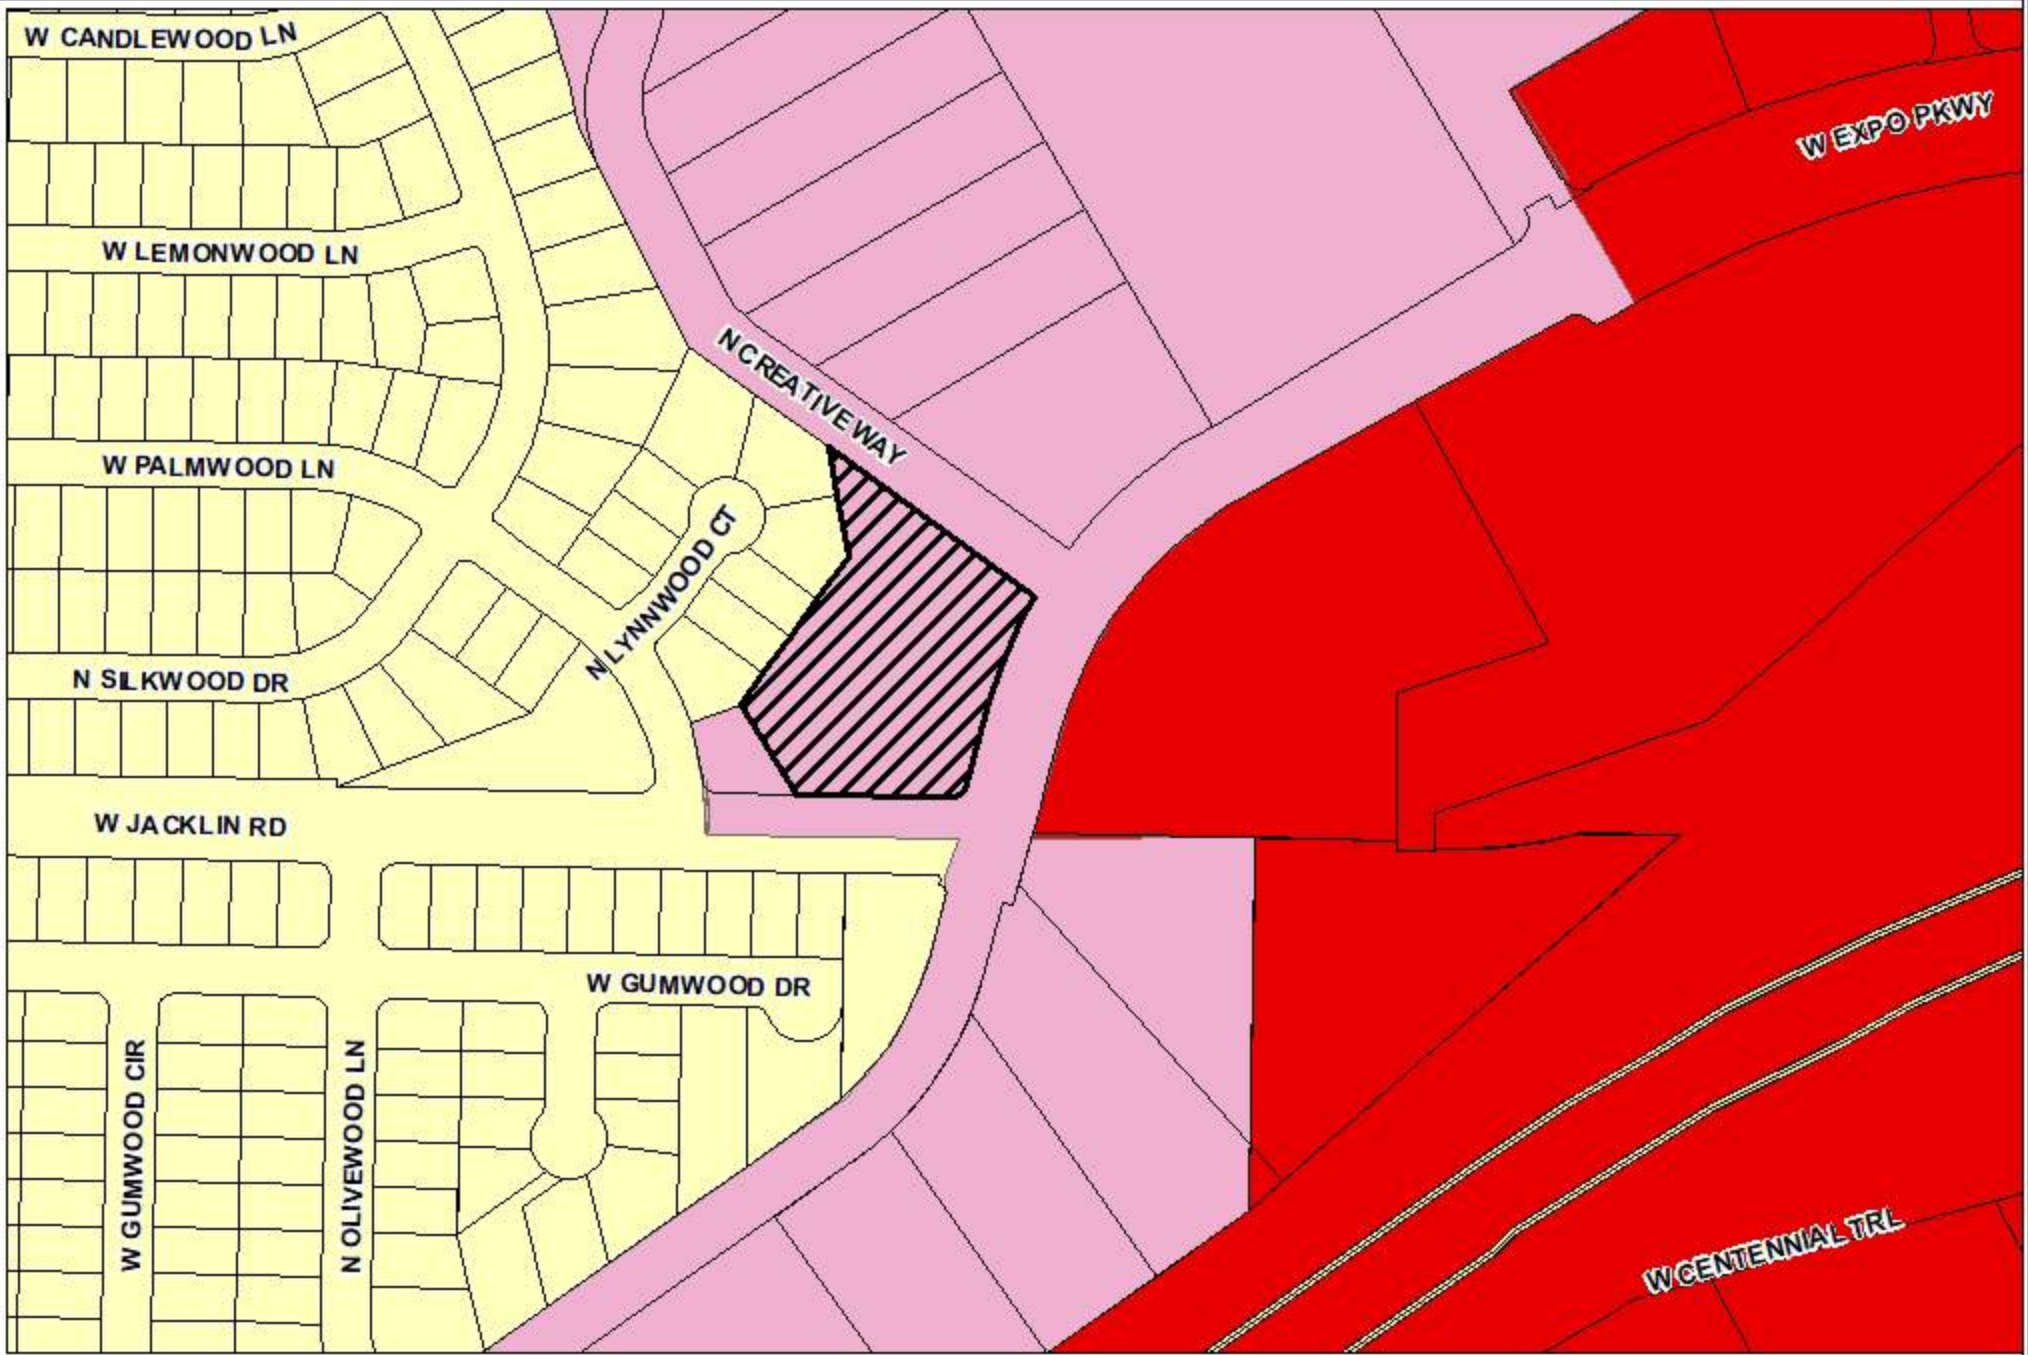 W CANDLEWOOD LN
W EXPO PKWY
W LEMONWOOD LN
N CREATIVE WAY
W PALMWOOD LN
N LYNNWOOD CT
N SILKWOOD DR
W JACKLIN RD
W GUMWOOD DR
W GUMWOOD CIR
N OLIVEWOOD LN
W CENTENNIAL TRL